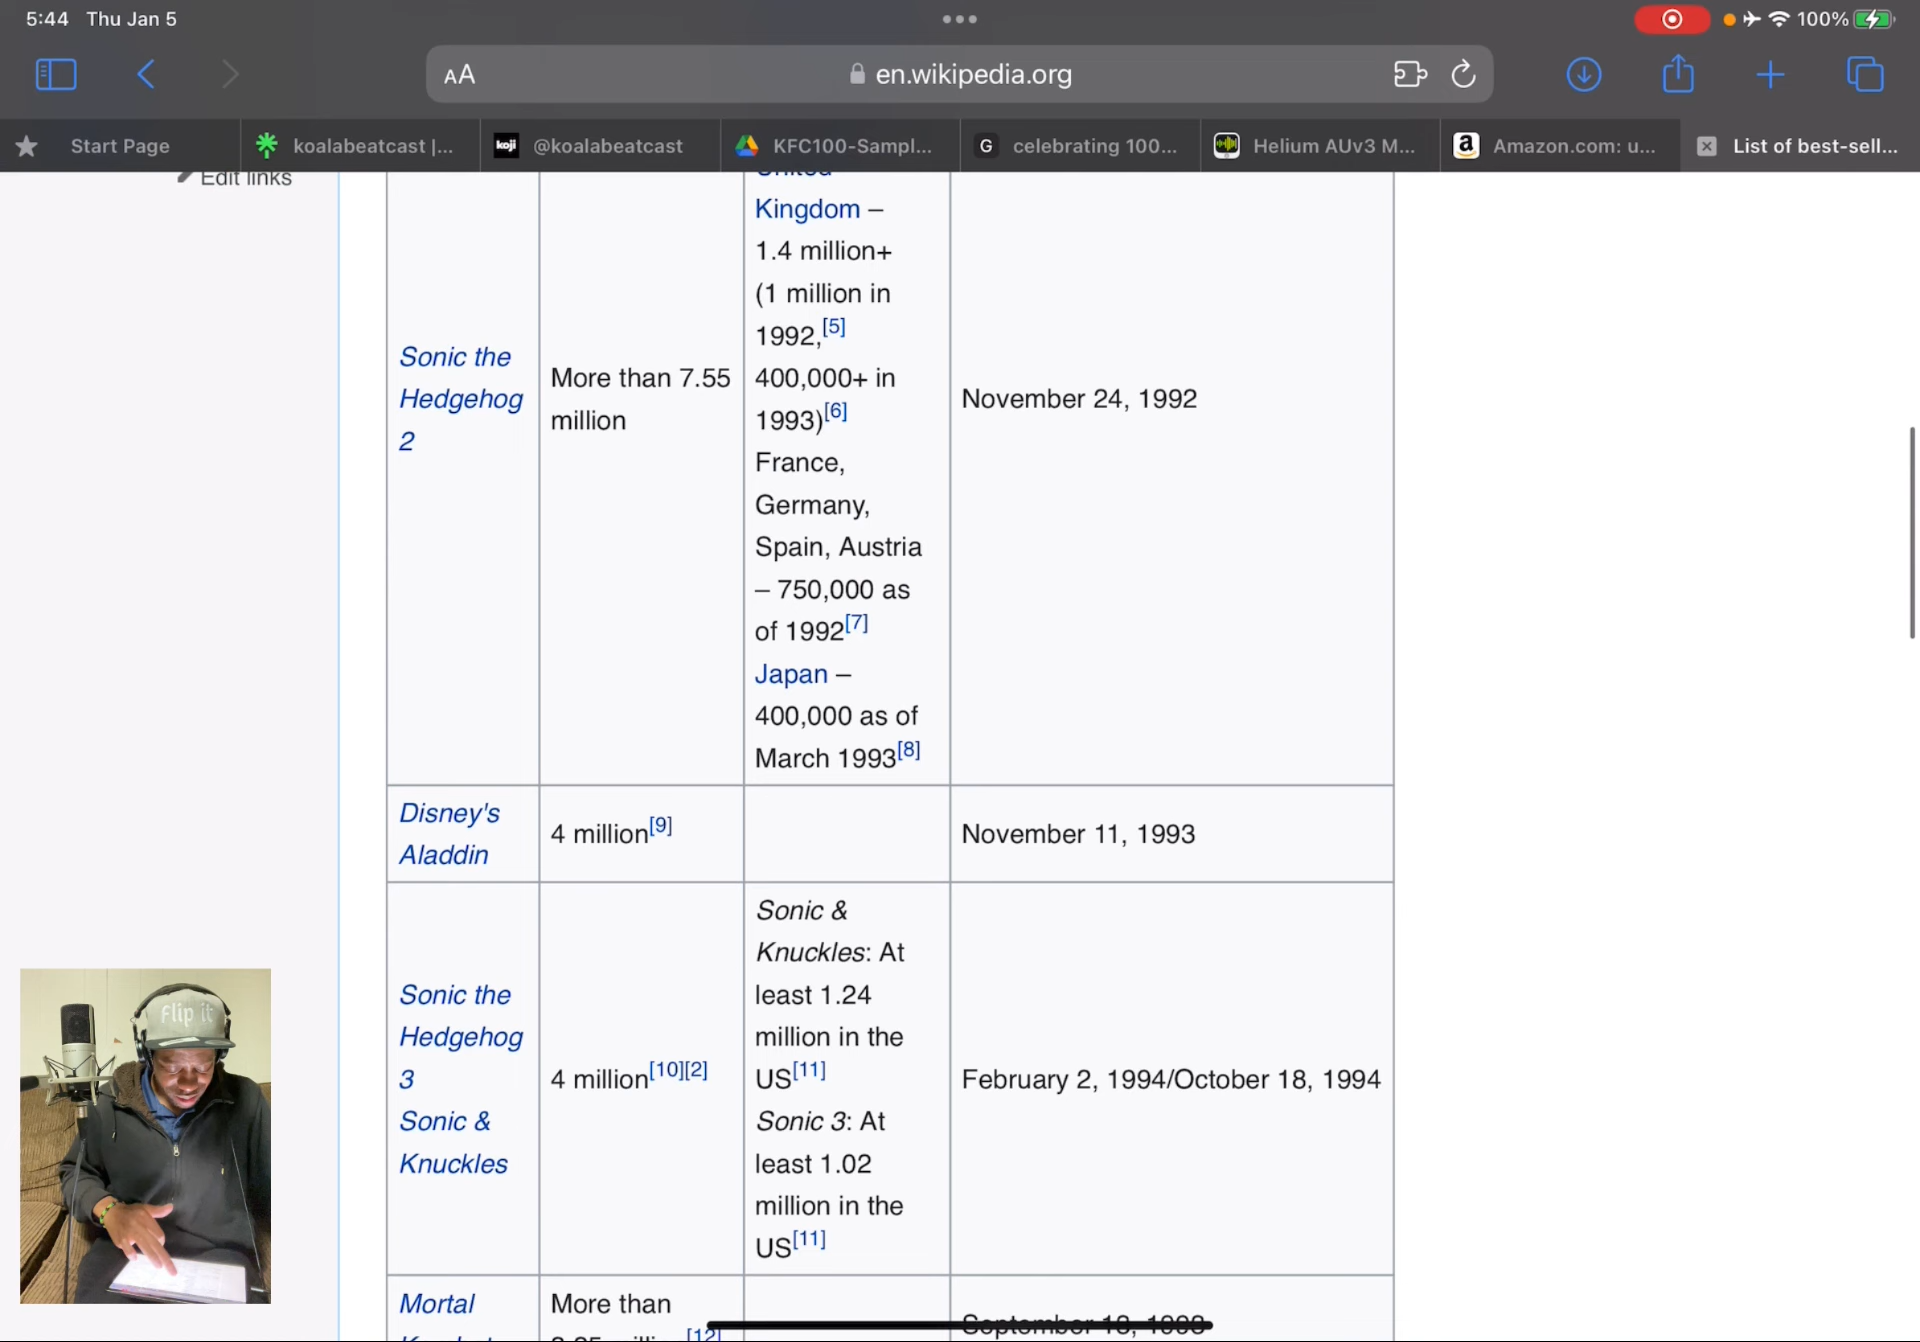 5:44 Thu Jan 5
100%
AA
en.wikipedia.org
Start Page
koalabeatcast |...
koji @koalabeatcast
KFC100-Sampl...
G celebrating 100...
Helium AUv3 M...
a Amazon.com: u...
List of best-sell...
Edit links
United
Kingdom –
1.4 million+
(1 million in
1992,[5]
400,000+ in
1993)[6]
France,
Germany,
Spain, Austria
– 750,000 as
of 1992[7]
Japan –
400,000 as of
March 1993[8]
Sonic the
Hedgehog
2
More than 7.55
million
November 24, 1992
Disney's
Aladdin
4 million[9]
November 11, 1993
Sonic the
Hedgehog
3
Sonic &
Knuckles
4 million[10][2]
Sonic &
Knuckles: At
least 1.24
million in the
US[11]
Sonic 3: At
least 1.02
million in the
US[11]
February 2, 1994/October 18, 1994
Mortal
More than
[12]
September 13, 1993
Flip it